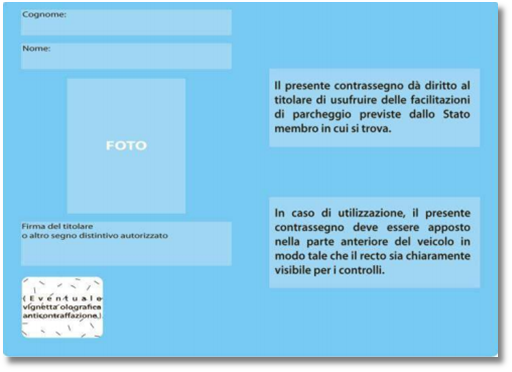 Cognome:
Nome:
FOTO
Firma del titolare
o altro segno distintivo autorizzato
(Eventuale
vignetta olografica
anticontraffazione.)
Il presente contrassegno dà diritto al
titolare di usufruire delle facilitazioni
di parcheggio previste dallo Stato
membro in cui si trova.
In caso di utilizzazione, il presente
contrassegno deve essere apposto
nella parte anteriore del veicolo in
modo tale che il recto sia chiaramente
visibile per i controlli.